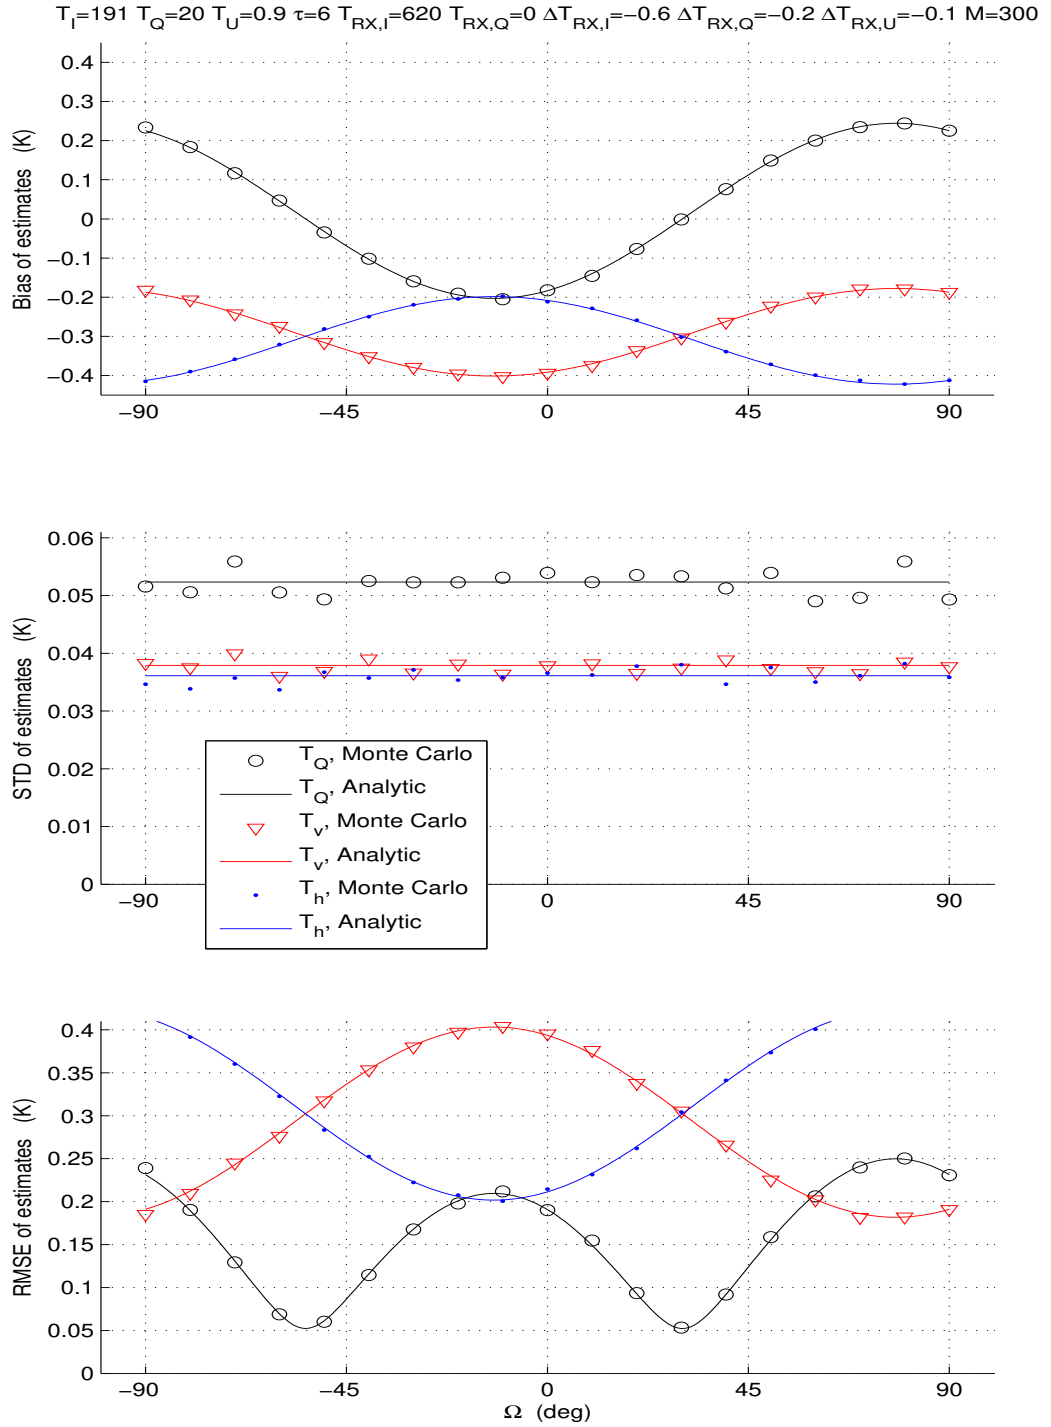 T_I=191 T_Q=20 T_U=0.9 τ=6 T_RX,I=620 T_RX,Q=0 ΔT_RX,I=−0.6 ΔT_RX,Q=−0.2 ΔT_RX,U=−0.1 M=300
Bias of estimates (K)
0.4
0.3
0.2
0.1
0
−0.1
−0.2
−0.3
−0.4
−90 −45 0 45 90
STD of estimates (K)
0.06
0.05
0.04
0.03
0.02
0.01
0
−90 −45 0 45 90
T_Q, Monte Carlo
T_Q, Analytic
T_v, Monte Carlo
T_v, Analytic
T_h, Monte Carlo
T_h, Analytic
RMSE of estimates (K)
0.4
0.35
0.3
0.25
0.2
0.15
0.1
0.05
0
−90 −45 0 45 90
Ω (deg)